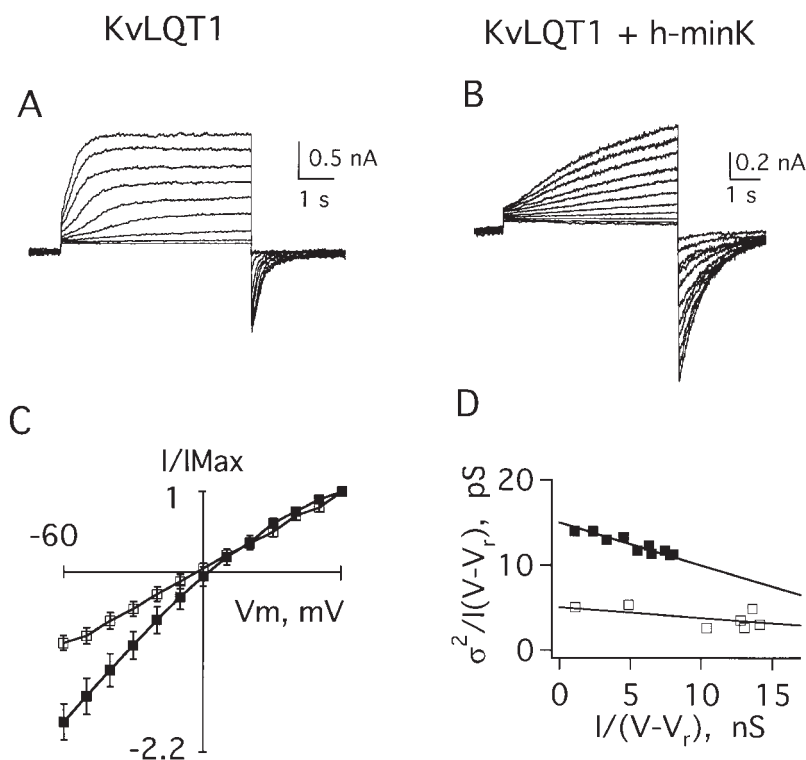 KvLQT1
KvLQT1 + h-minK
A
0.5 nA
1 s
B
0.2 nA
1 s
C
I/IMax
1
-60
Vm, mV
-2.2
D
σ²/I(V-Vᵣ), pS
20
10
0
0 5 10 15
I/(V-Vᵣ), nS